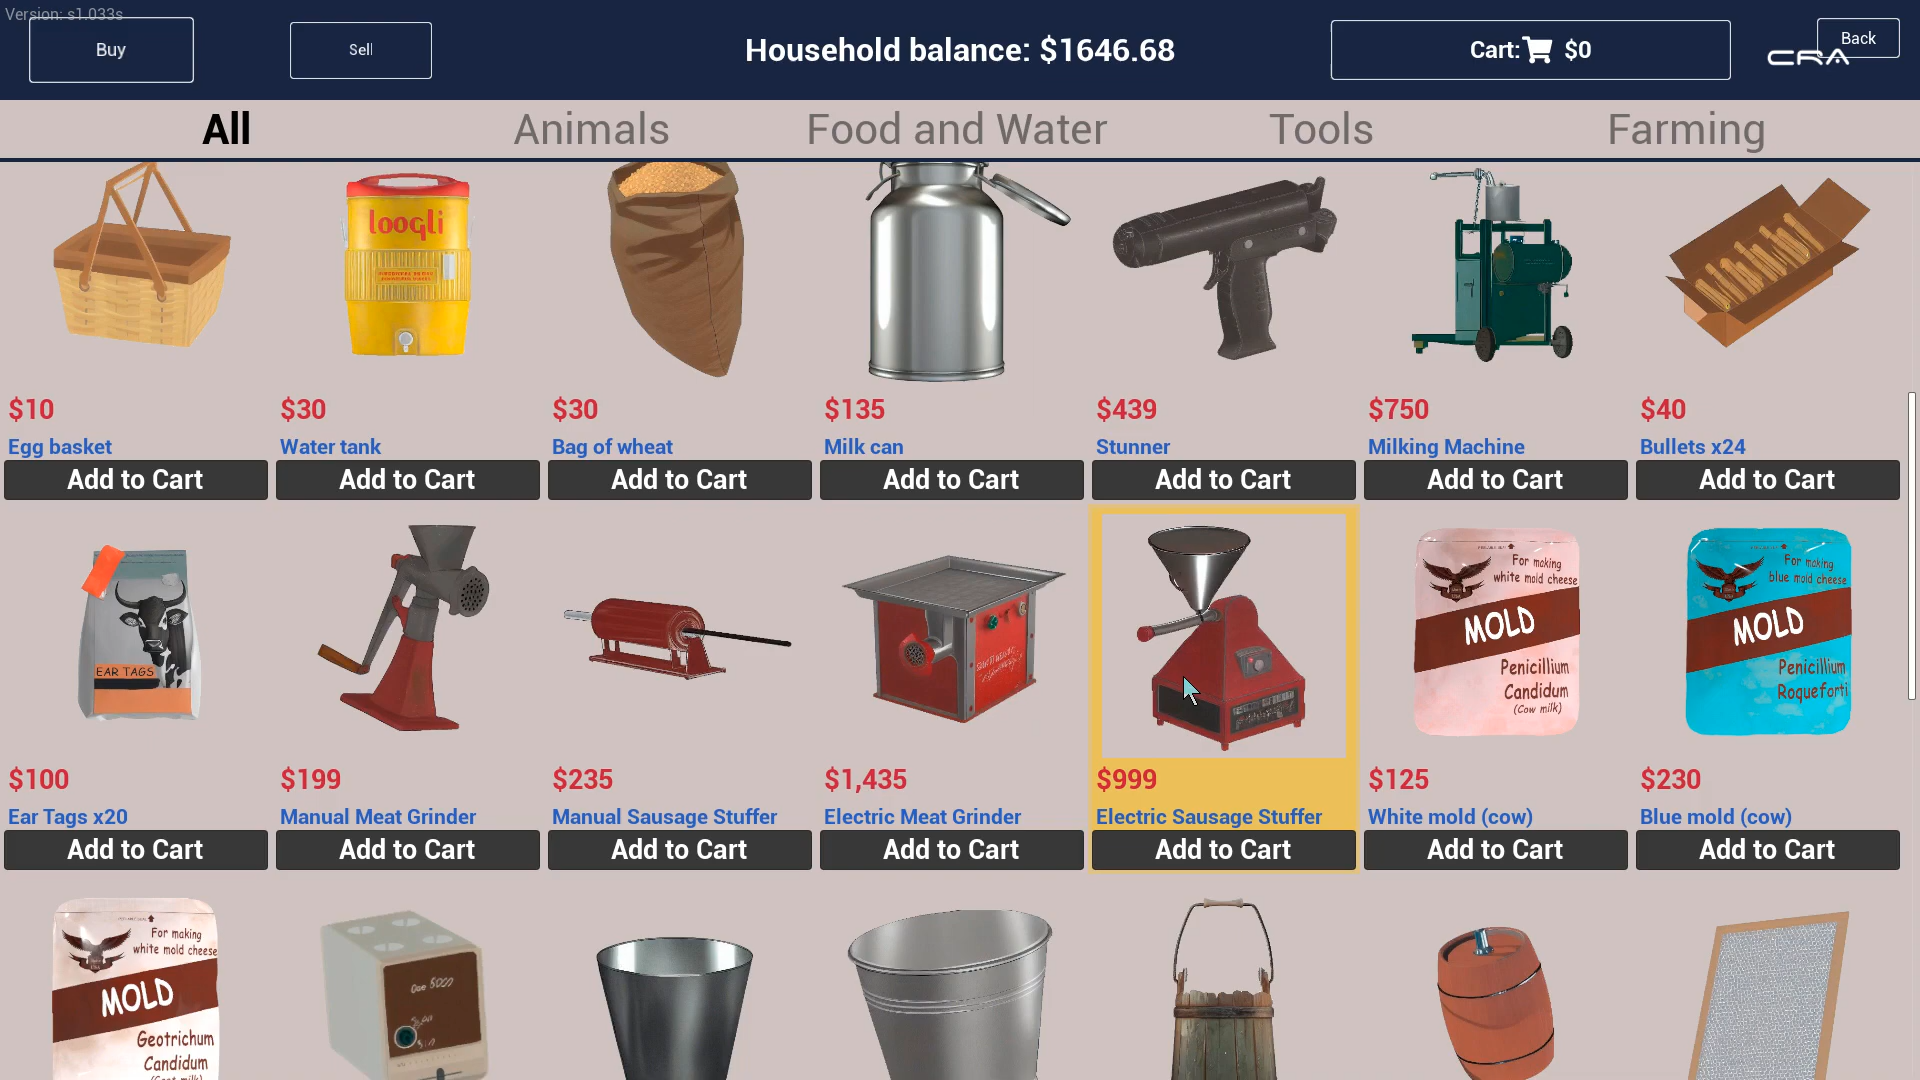 Version: s1.033s
Buy
Sell
Household balance: $1646.68
Cart: $0
Back
CRA
All
Animals
Food and Water
Tools
Farming
looqli
$10
$30
$30
$135
$439
$750
$40
Egg basket
Water tank
Bag of wheat
Milk can
Stunner
Milking Machine
Bullets x24
Add to Cart
Add to Cart
Add to Cart
Add to Cart
Add to Cart
Add to Cart
Add to Cart
EAR TAGS
For making
white mold cheese
MOLD
Penicillium
Candidum
(Cow milk)
For making
blue mold cheese
MOLD
Penicillium
Roqueforti
$100
$199
$235
$1,435
$999
$125
$230
Ear Tags x20
Manual Meat Grinder
Manual Sausage Stuffer
Electric Meat Grinder
Electric Sausage Stuffer
White mold (cow)
Blue mold (cow)
Add to Cart
Add to Cart
Add to Cart
Add to Cart
Add to Cart
Add to Cart
Add to Cart
For making
white mold cheese
MOLD
Geotrichum
Candidum